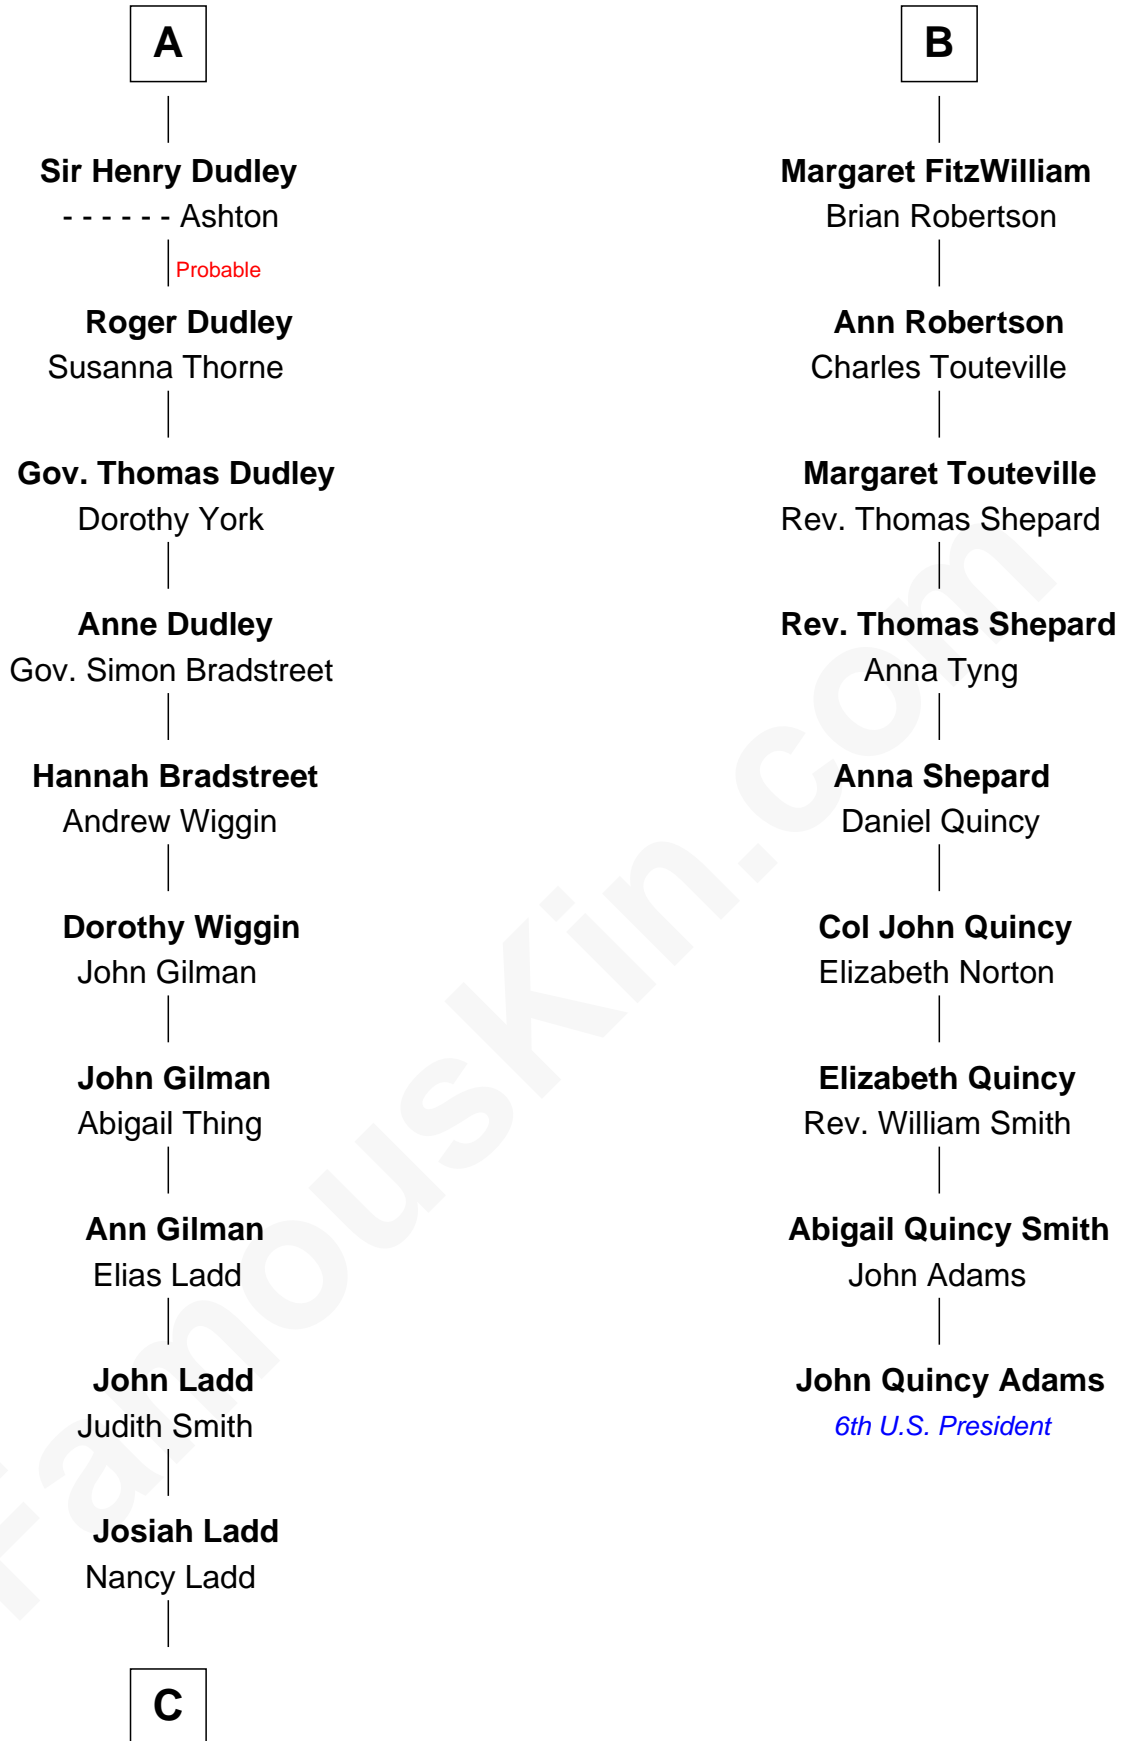 A
Sir Henry Dudley
- - - - - - Ashton
Probable
Roger Dudley
Susanna Thorne
Gov. Thomas Dudley
Dorothy York
Anne Dudley
Gov. Simon Bradstreet
Hannah Bradstreet
Andrew Wiggin
Dorothy Wiggin
John Gilman
John Gilman
Abigail Thing
Ann Gilman
Elias Ladd
John Ladd
Judith Smith
Josiah Ladd
Nancy Ladd
C
B
Margaret FitzWilliam
Brian Robertson
Ann Robertson
Charles Touteville
Margaret Touteville
Rev. Thomas Shepard
Rev. Thomas Shepard
Anna Tyng
Anna Shepard
Daniel Quincy
Col John Quincy
Elizabeth Norton
Elizabeth Quincy
Rev. William Smith
Abigail Quincy Smith
John Adams
John Quincy Adams
6th U.S. President
FamousKin.com